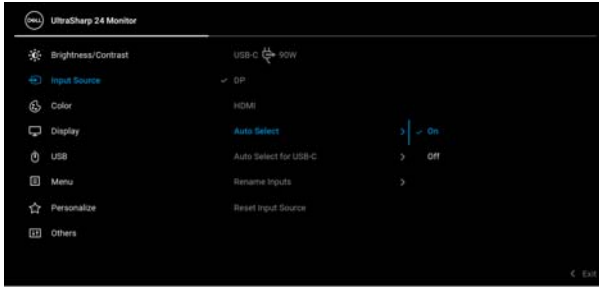 DELL UltraSharp 24 Monitor
Brightness/Contrast USB-C 90W
Input Source DP
Color HDMI
Display Auto Select On
USB Auto Select for USB-C Off
Menu Rename Inputs
Personalize Reset Input Source
Others
Exit